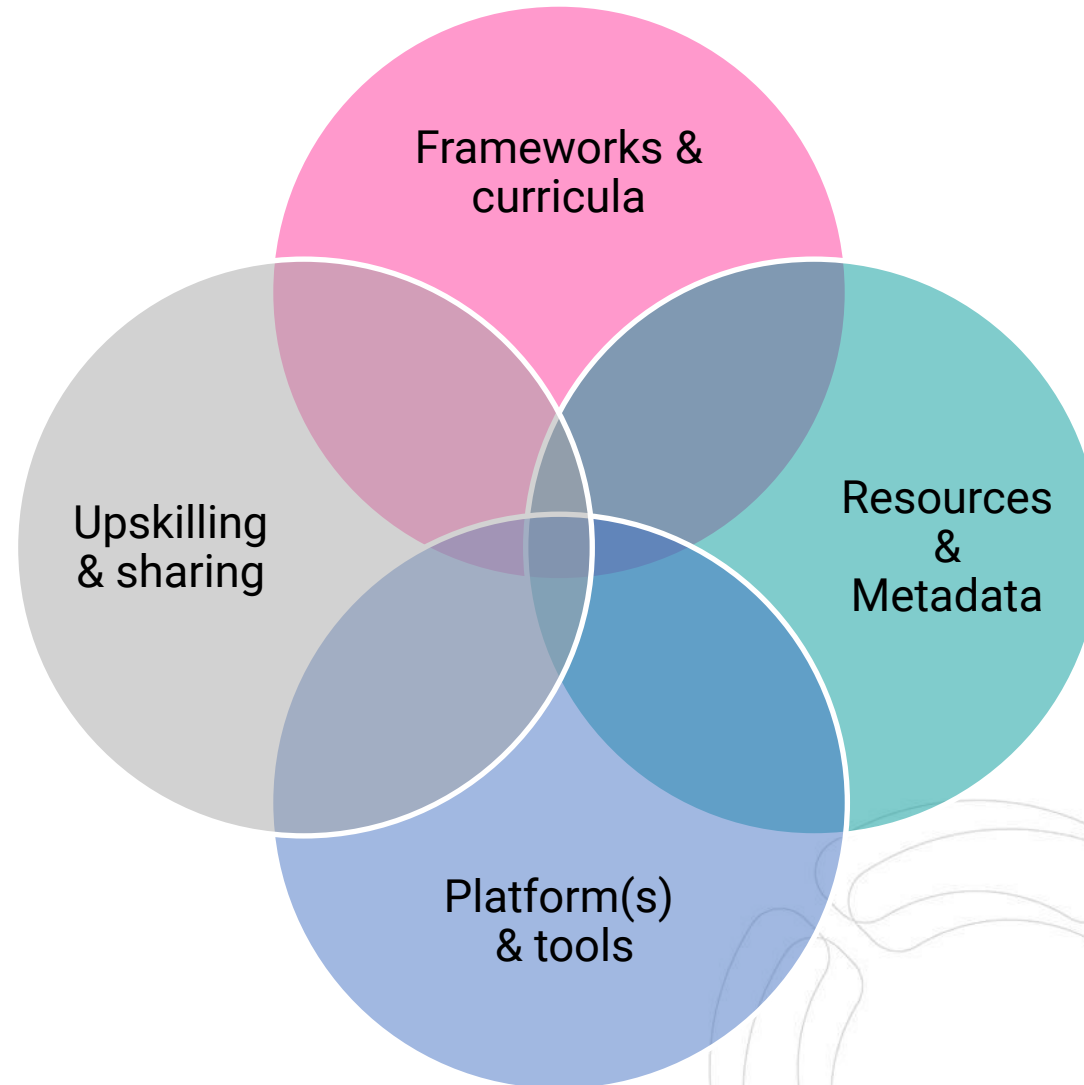 Frameworks &
curricula
Upskilling
& sharing
Resources
&
Metadata
Platform(s)
& tools